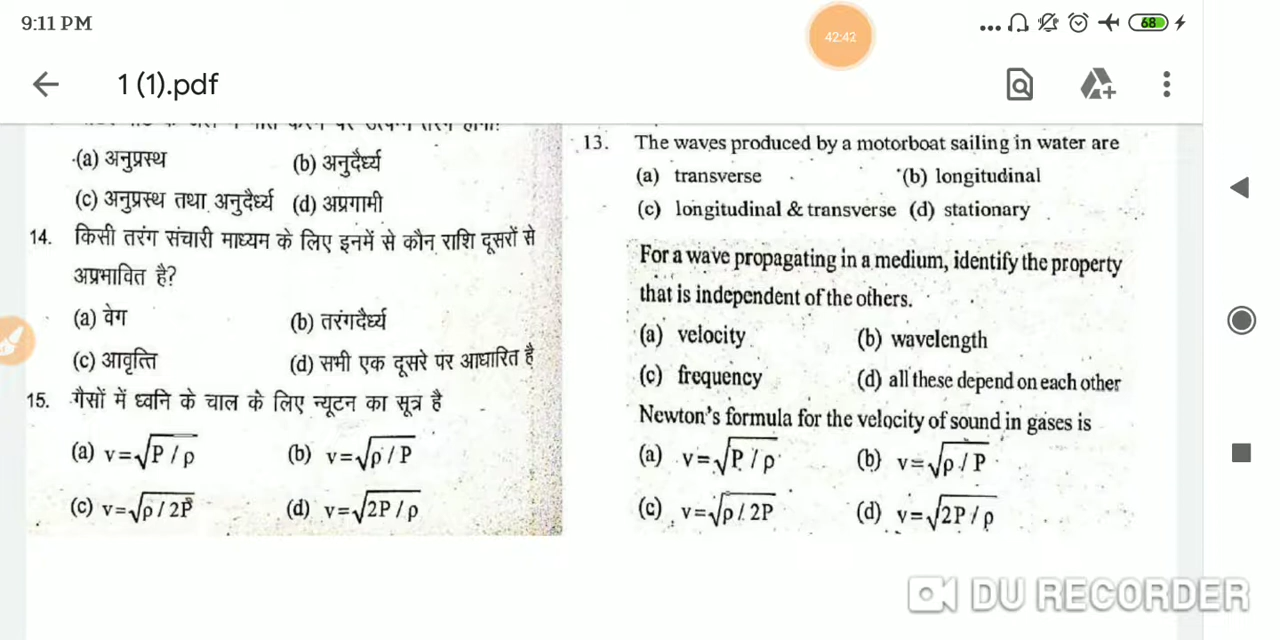 9:11 PM
42:42
68
1 (1).pdf
(a) अनुप्रस्थ
(b) अनुदैर्ध्य
(c) अनुप्रस्थ तथा अनुदैर्ध्य (d) अप्रगामी
14. किसी तरंग संचारी माध्यम के लिए इनमें से कौन राशि दूसरों से
अप्रभावित है?
(a) वेग
(b) तरंगदैर्ध्य
(c) आवृत्ति
(d) सभी एक दूसरे पर आधारित है
15. गैसों में ध्वनि के चाल के लिए न्यूटन का सूत्र है
(a) v=√P / ρ
(b) v=√ρ / P
(c) v=√ρ / 2P
(d) v=√2P / ρ
13. The waves produced by a motorboat sailing in water are
(a) transverse
(b) longitudinal
(c) longitudinal & transverse (d) stationary
For a wave propagating in a medium, identify the property
that is independent of the others.
(a) velocity
(b) wavelength
(c) frequency
(d) all these depend on each other
Newton's formula for the velocity of sound in gases is
(a) v=√P / ρ
(b) v=√ρ / P
(c) v=√ρ / 2P
(d) v=√2P / ρ
DU RECORDER